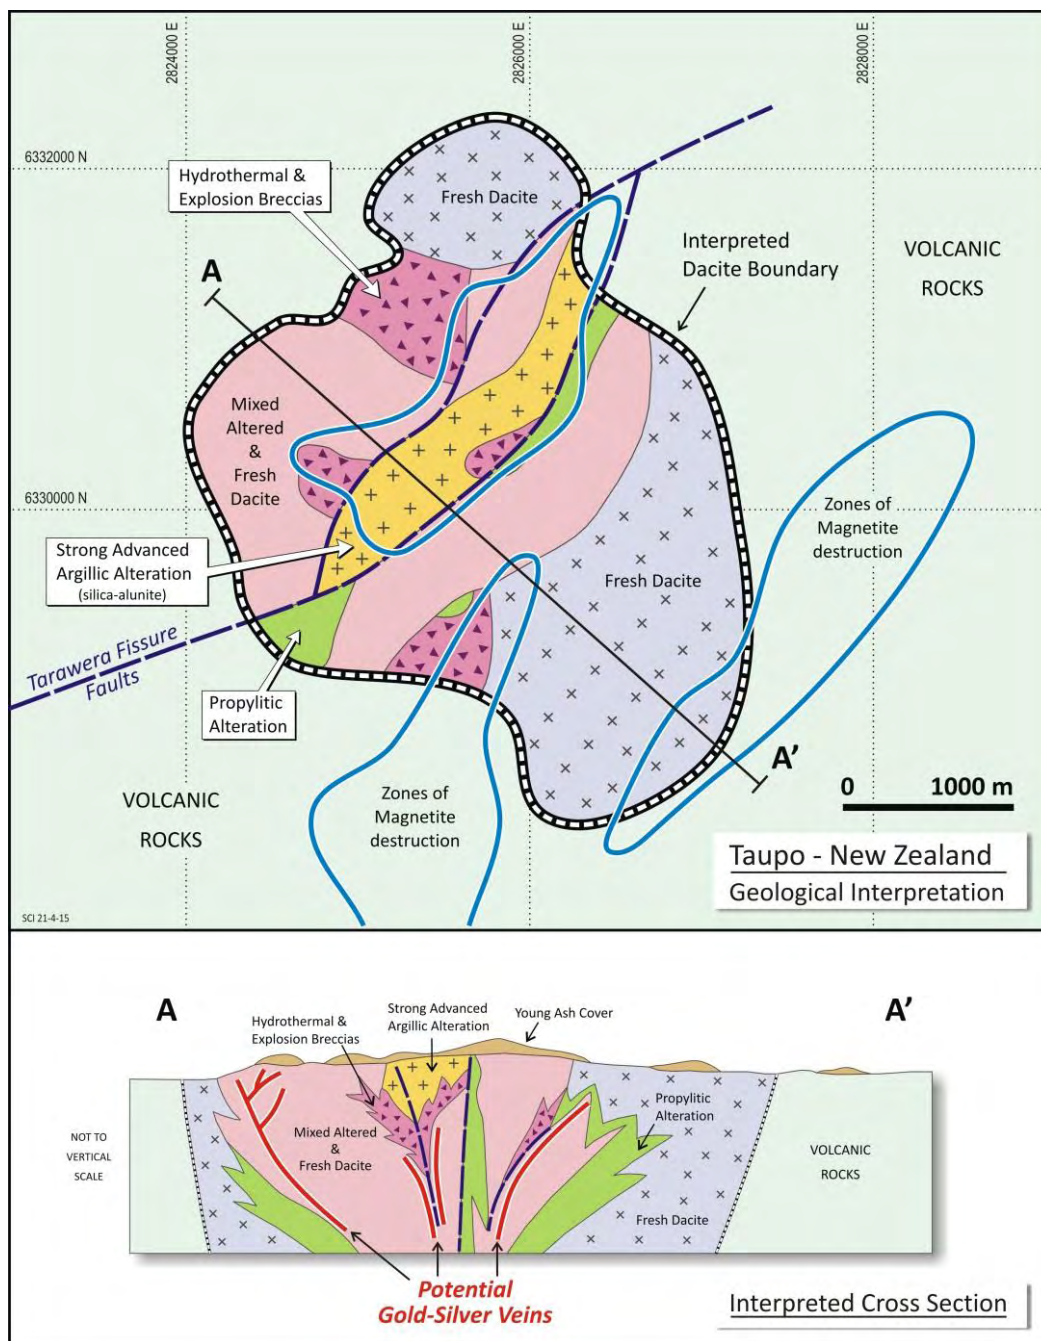 2824000 E
2826000 E
2828000 E
6332000 N
Hydrothermal &
Explosion Breccias
Fresh Dacite
Interpreted
Dacite Boundary
VOLCANIC
ROCKS
A
Mixed
Altered
&
Fresh
Dacite
6330000 N
Zones of
Magnetite
destruction
Strong Advanced
Argillic Alteration
(silica-alunite)
Fresh Dacite
Tarawera Fissure
Faults
Propylitic
Alteration
A’
VOLCANIC
ROCKS
Zones of
Magnetite
destruction
0 1000 m
Taupo - New Zealand
Geological Interpretation
SCI 21-4-15
A
A’
Hydrothermal &
Explosion Breccias
Strong Advanced
Argillic Alteration
Young Ash Cover
NOT TO
VERTICAL
SCALE
Mixed Altered
&
Fresh Dacite
Propylitic
Alteration
VOLCANIC
ROCKS
Fresh Dacite
Potential
Gold-Silver Veins
Interpreted Cross Section